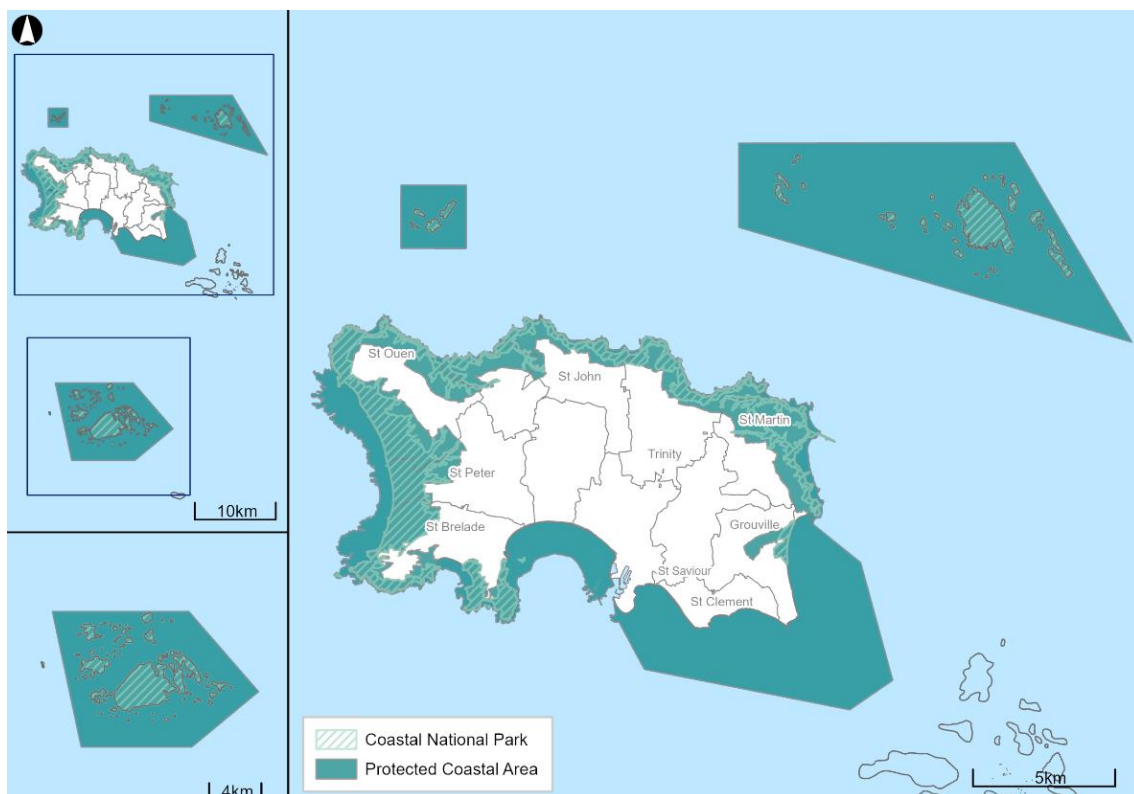 10km
4km
St Ouen
St John
St Martin
Trinity
St Peter
St Brelade
Grouville
St Saviour
St Clement
Coastal National Park
Protected Coastal Area
5km